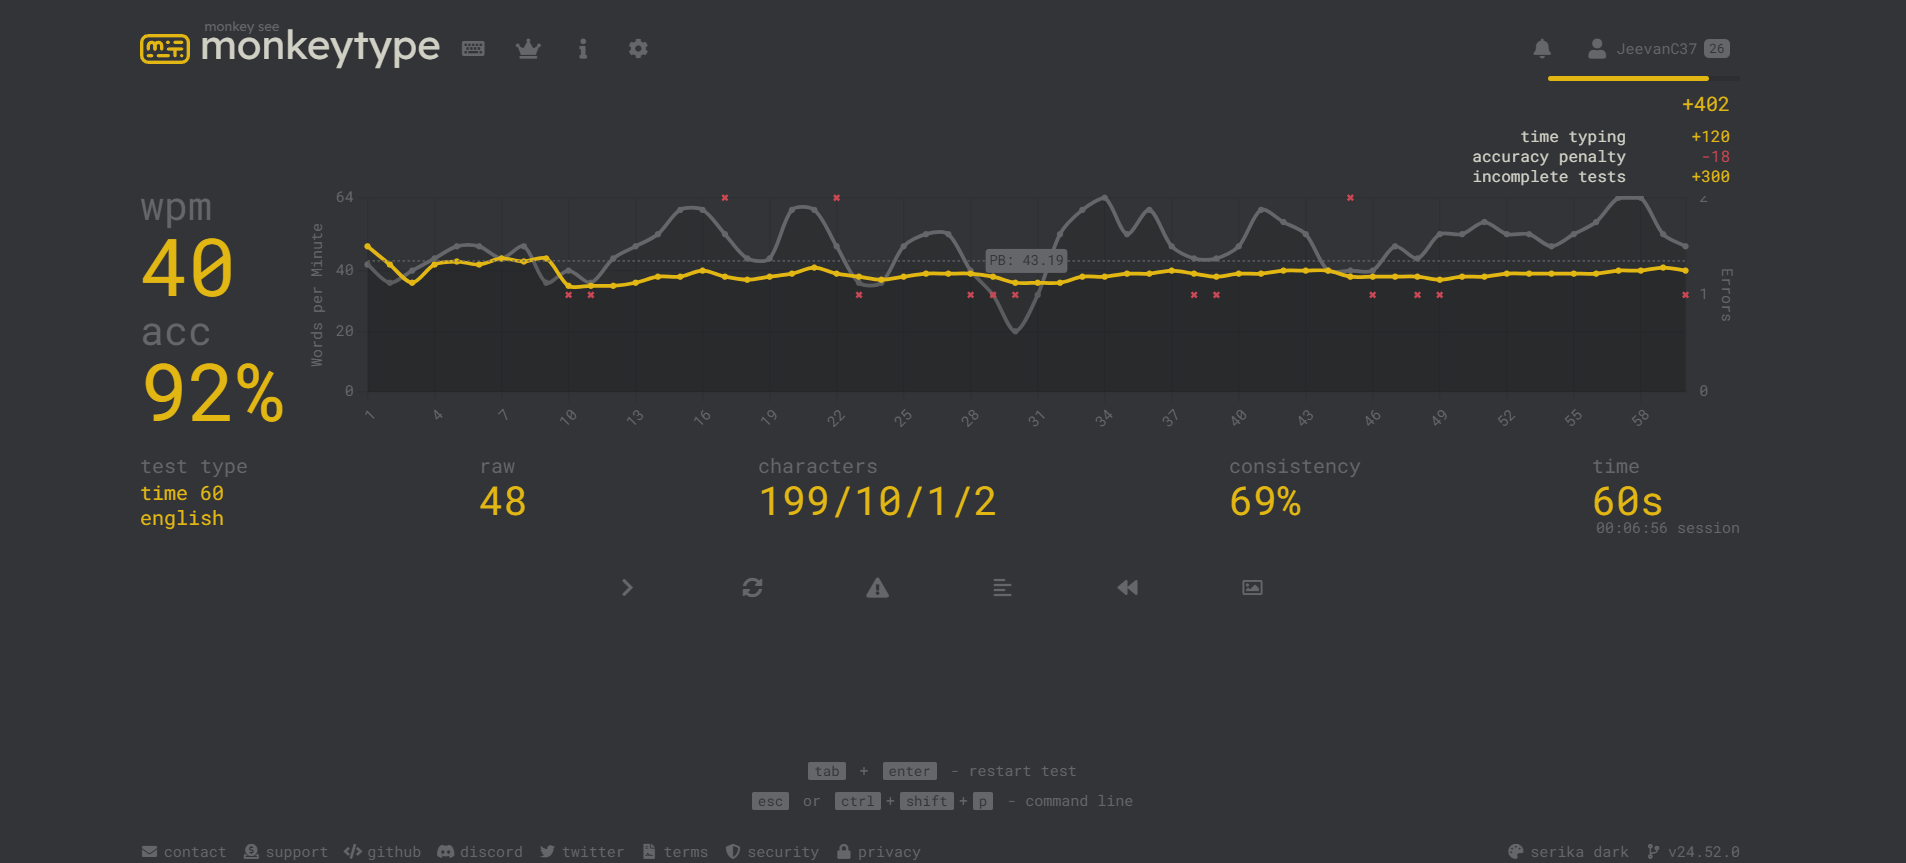 monkey see
monkeytype
JeevanC37 26
+402
time typing +120
accuracy penalty -18
incomplete tests +300
wpm
40
acc
92%
Words per Minute
64
40
20
0
PB: 43.19
2
1
0
Errors
1 4 7 10 13 16 19 22 25 28 31 34 37 40 43 46 49 52 55 58
test type
time 60
english
raw
48
characters
199/10/1/2
consistency
69%
time
60s
00:06:56 session
tab + enter - restart test
esc or ctrl + shift + p - command line
contact support github discord twitter terms security privacy serika dark v24.52.0